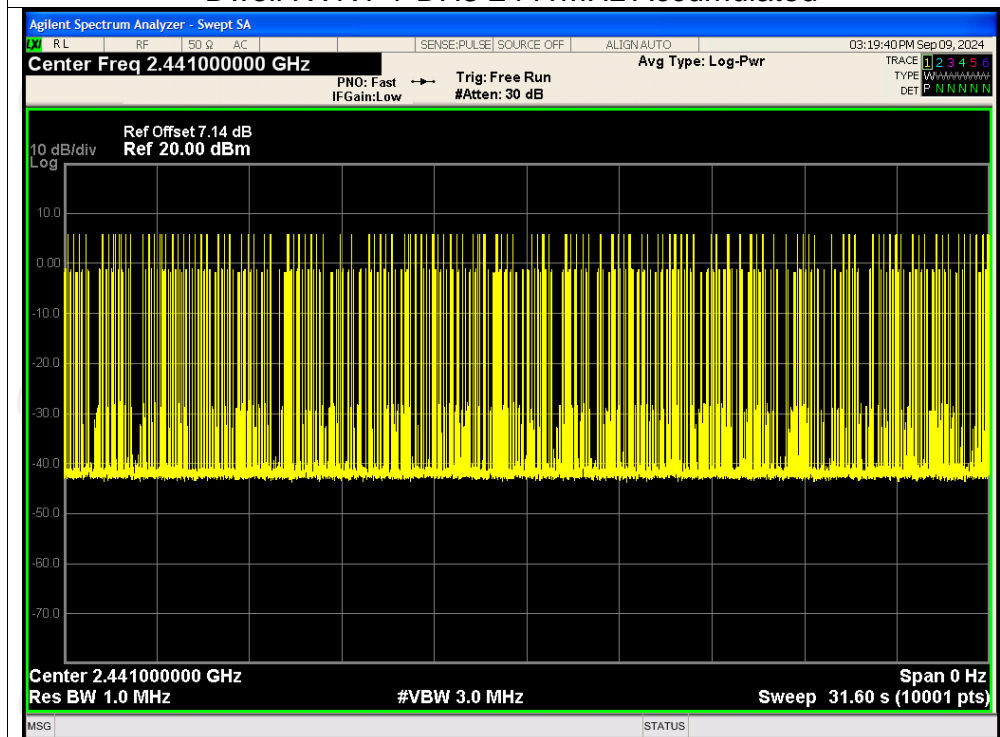 Agilent Spectrum Analyzer - Swept SA
LXI RL RF 50 Ω AC SENSE:PULSE SOURCE OFF ALIGN AUTO 03:19:40 PM Sep 09, 2024
Center Freq 2.441000000 GHz Avg Type: Log-Pwr TRACE 1 2 3 4 5 6
PNO: Fast Trig: Free Run TYPE W
IFGain:Low #Atten: 30 dB DET P N N N N N
Ref Offset 7.14 dB
10 dB/div Ref 20.00 dBm
Log
10.0
0.00
-10.0
-20.0
-30.0
-40.0
-50.0
-60.0
-70.0
Center 2.441000000 GHz Span 0 Hz
Res BW 1.0 MHz #VBW 3.0 MHz Sweep 31.60 s (10001 pts)
MSG STATUS